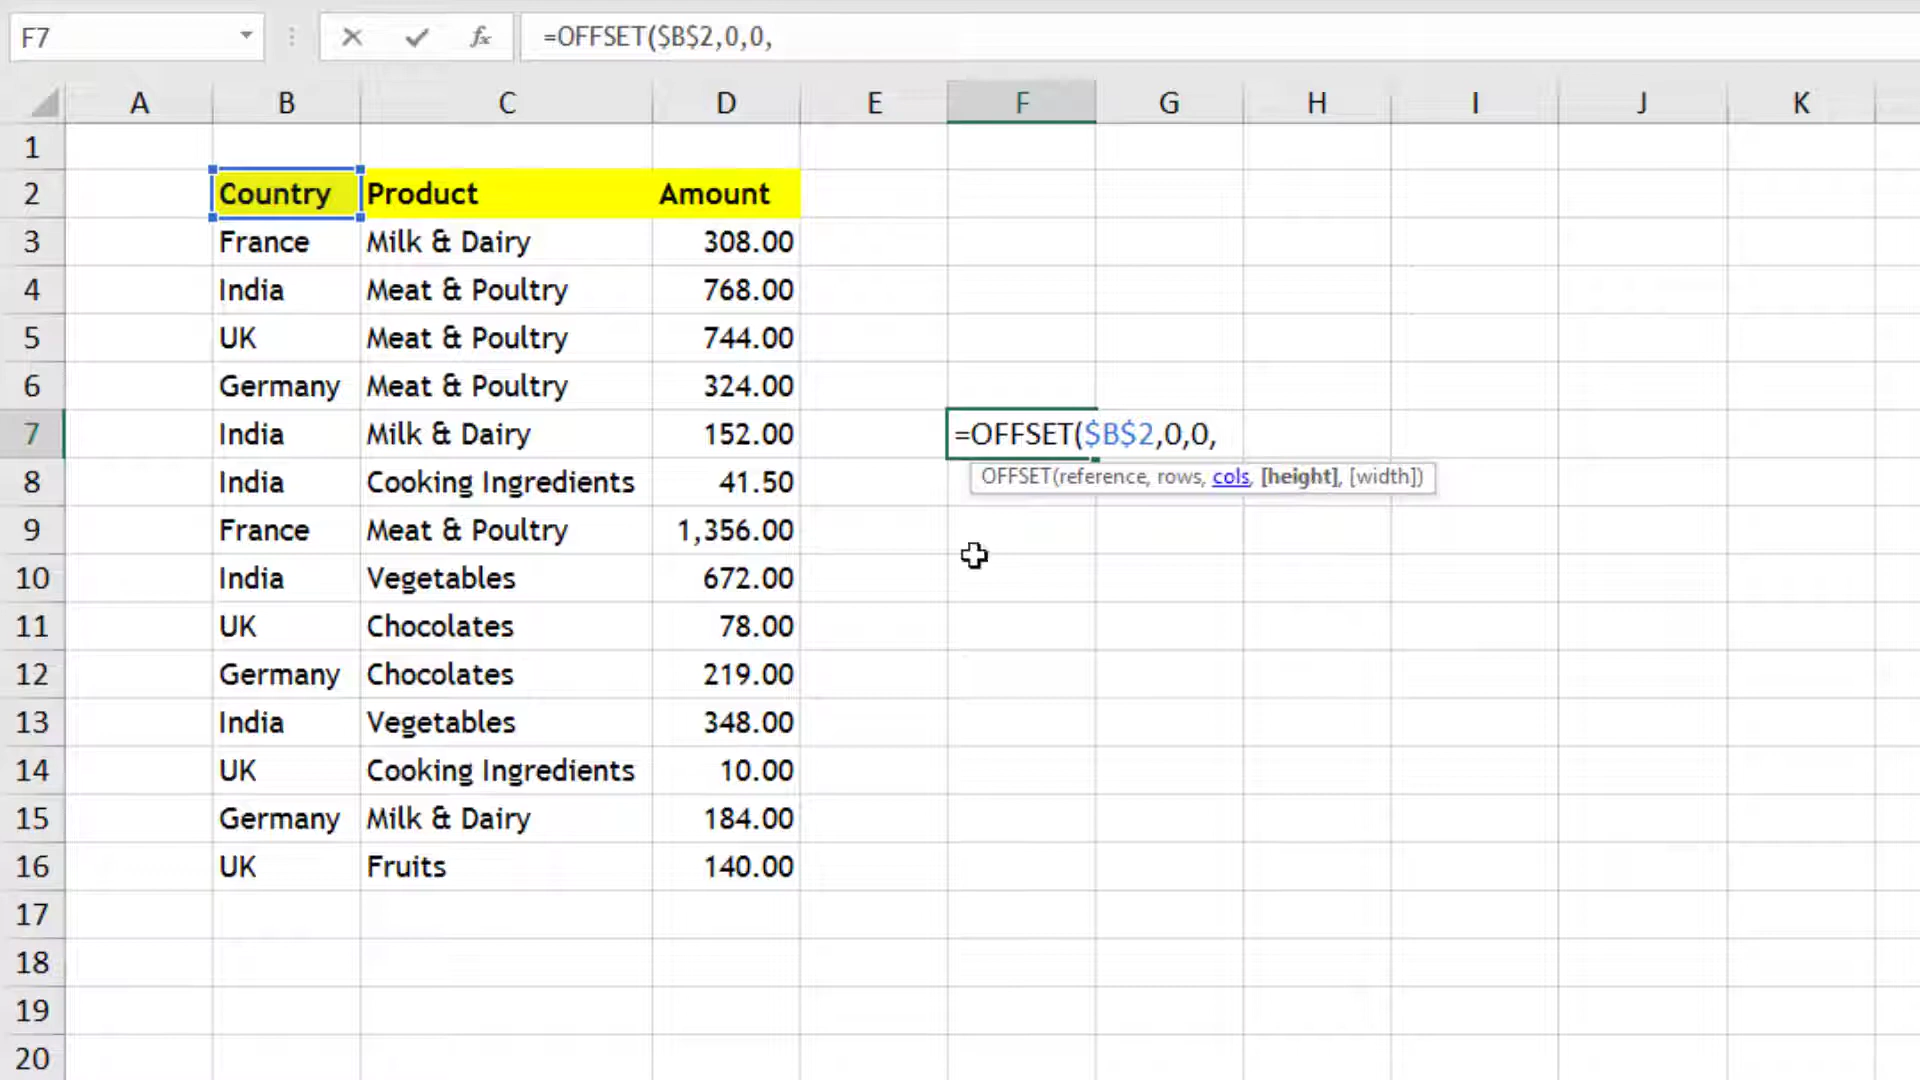 F7 fx =OFFSET($B$2,0,0,
A B C D E F G H I J K
1
2 Country Product Amount
3 France Milk & Dairy 308.00
4 India Meat & Poultry 768.00
5 UK Meat & Poultry 744.00
6 Germany Meat & Poultry 324.00
7 India Milk & Dairy 152.00 =OFFSET($B$2,0,0,
OFFSET(reference, rows, cols, [height], [width])
8 India Cooking Ingredients 41.50
9 France Meat & Poultry 1,356.00
10 India Vegetables 672.00
11 UK Chocolates 78.00
12 Germany Chocolates 219.00
13 India Vegetables 348.00
14 UK Cooking Ingredients 10.00
15 Germany Milk & Dairy 184.00
16 UK Fruits 140.00
17
18
19
20